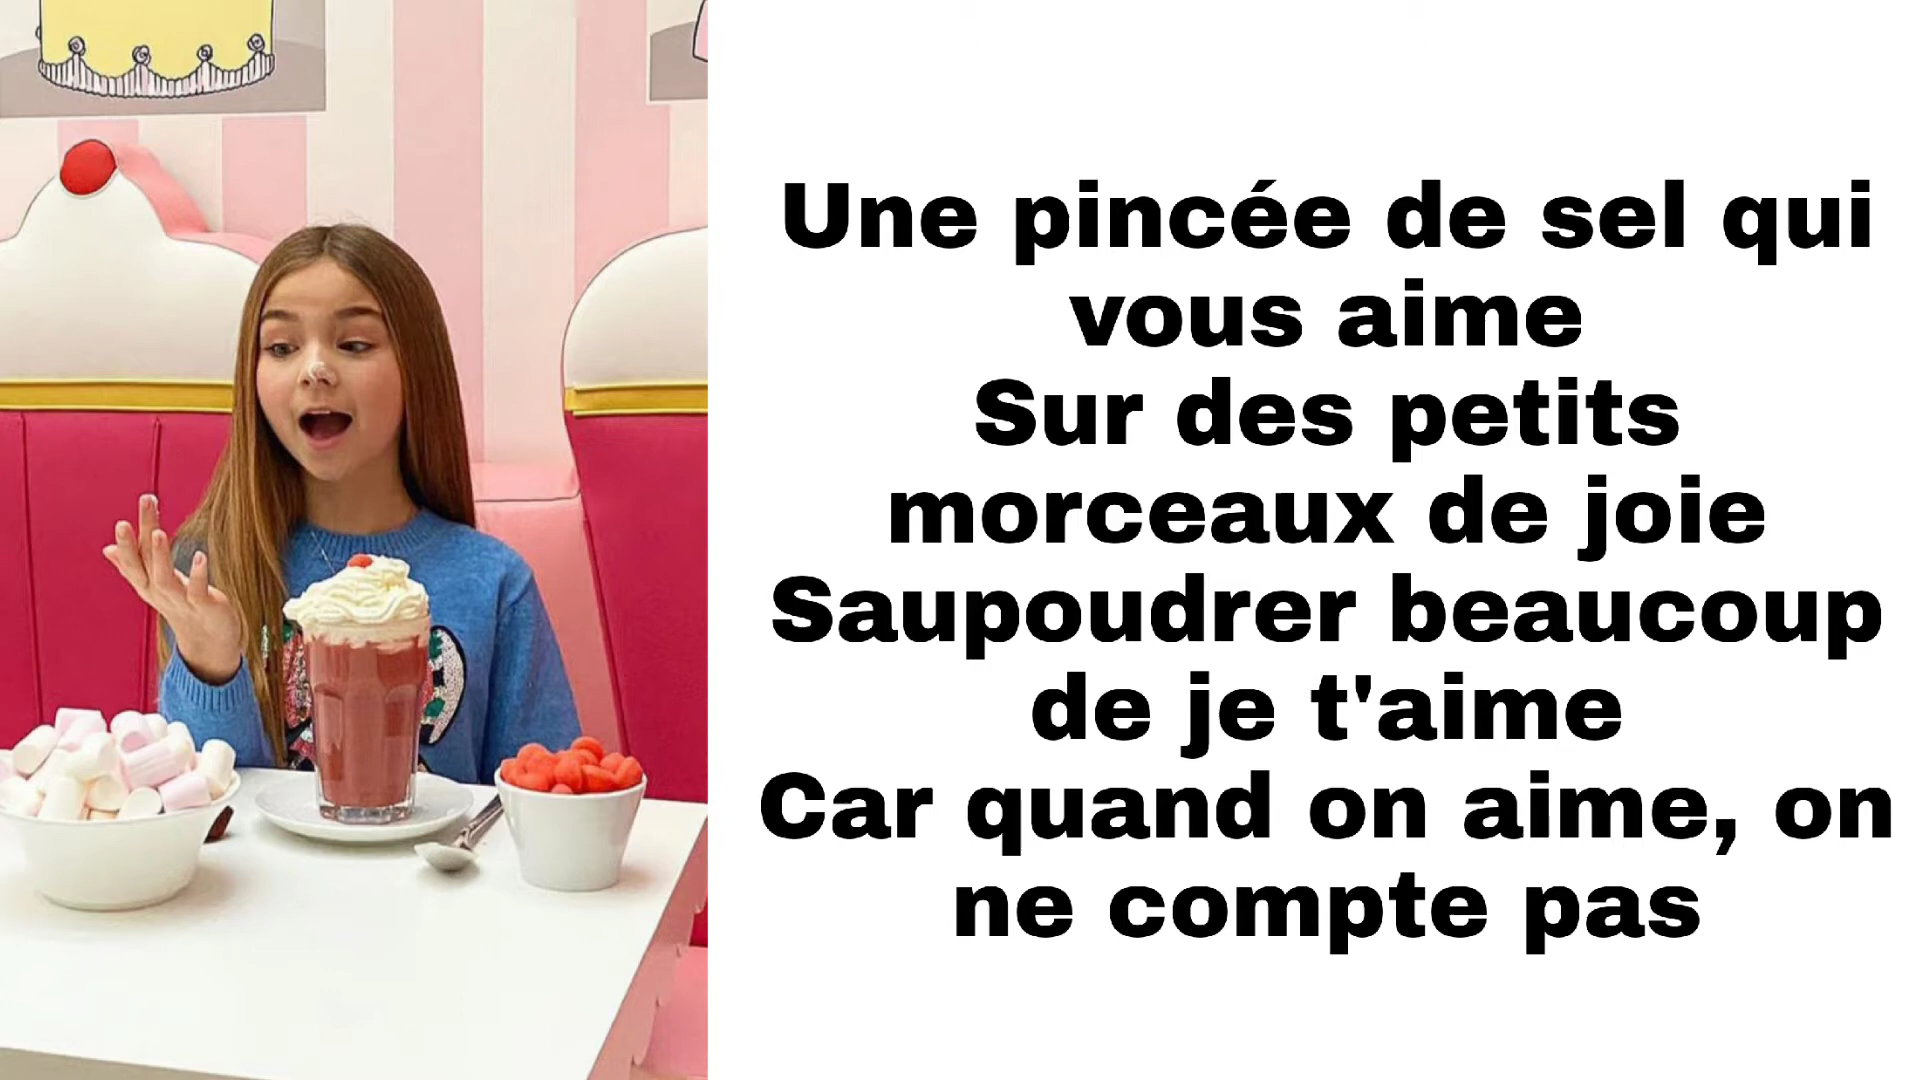 Une pincée de sel qui
vous aime
Sur des petits
morceaux de joie
Saupoudrer beaucoup
de je t'aime
Car quand on aime, on
ne compte pas